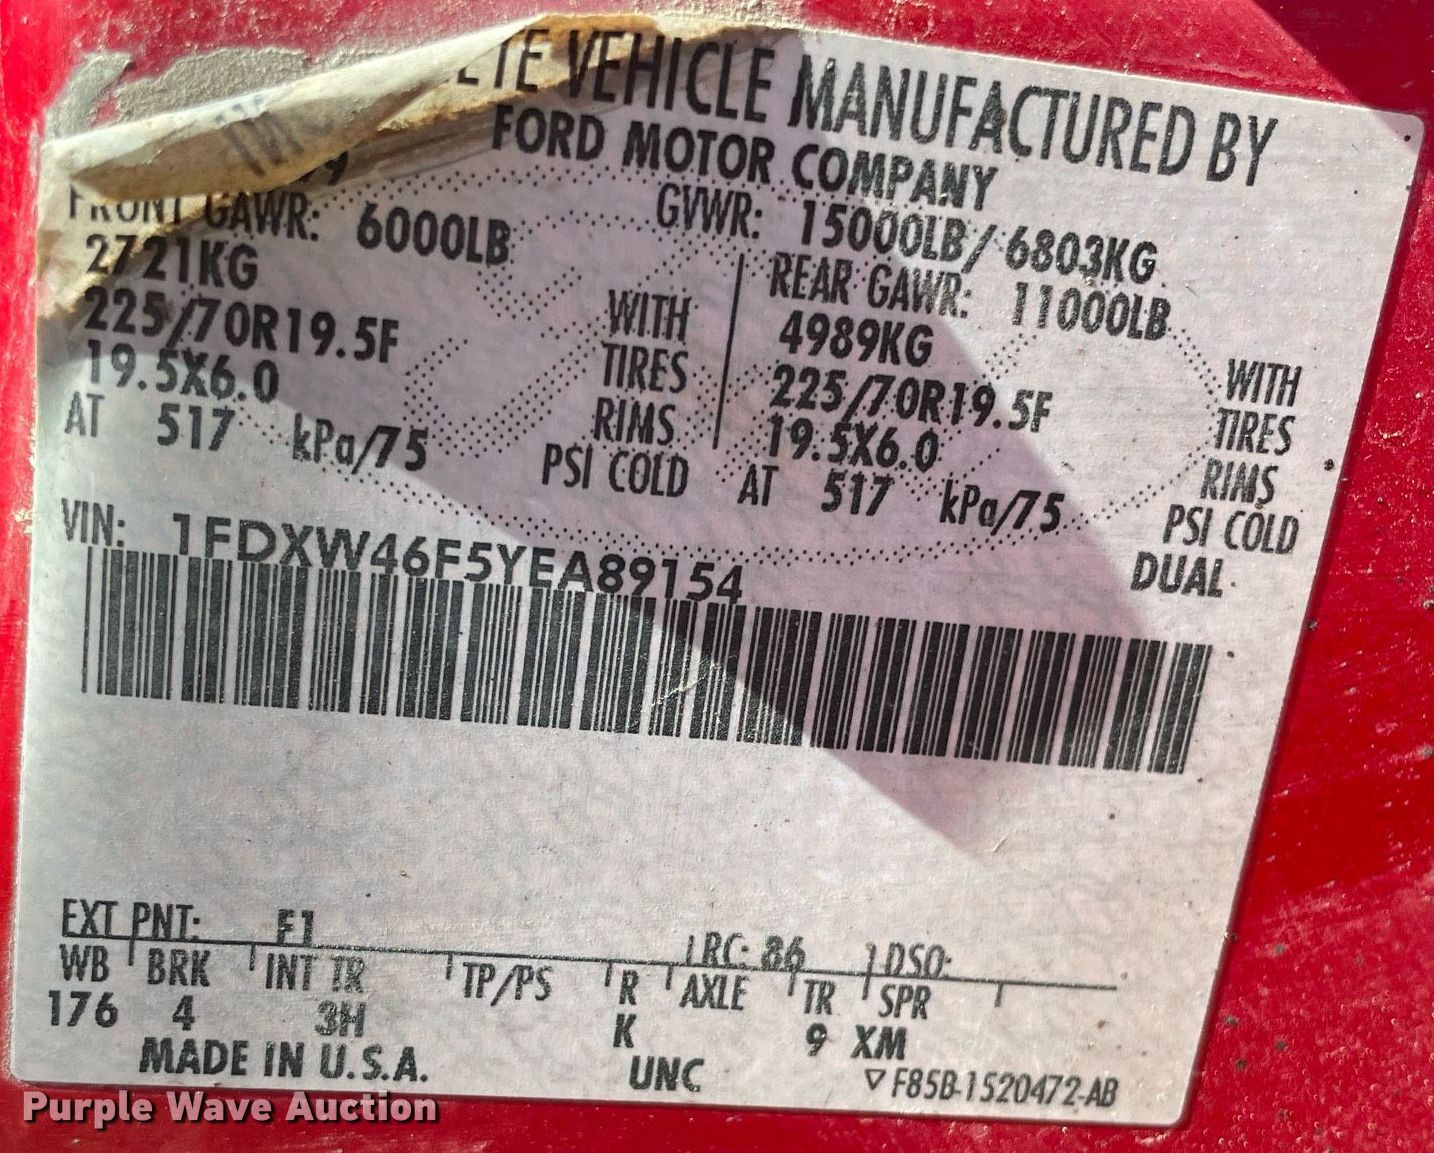 VEHICLE MANUFACTURED BY
FORD MOTOR COMPANY
FRONT GAWR: 6000LB GVWR: 15000LB/ 6803KG
2721KG REAR GAWR: 11000LB
225/70R19.5F WITH 4989KG WITH
19.5X6.0 TIRES 225/70R19.5F TIRES
AT 517 kPa/75 RIMS 19.5X6.0 RIMS
PSI COLD AT 517 kPa/75 PSI COLD
VIN: 1FDXW46F5YEA89154 DUAL
EXT PNT: F1 RC: 86 DSO:
WB BRK INT TR TP/PS R AXLE TR SPR
176 4 3H K 9 XM
MADE IN U.S.A. UNC ▽F85B-1520472-AB
Purple Wave Auction